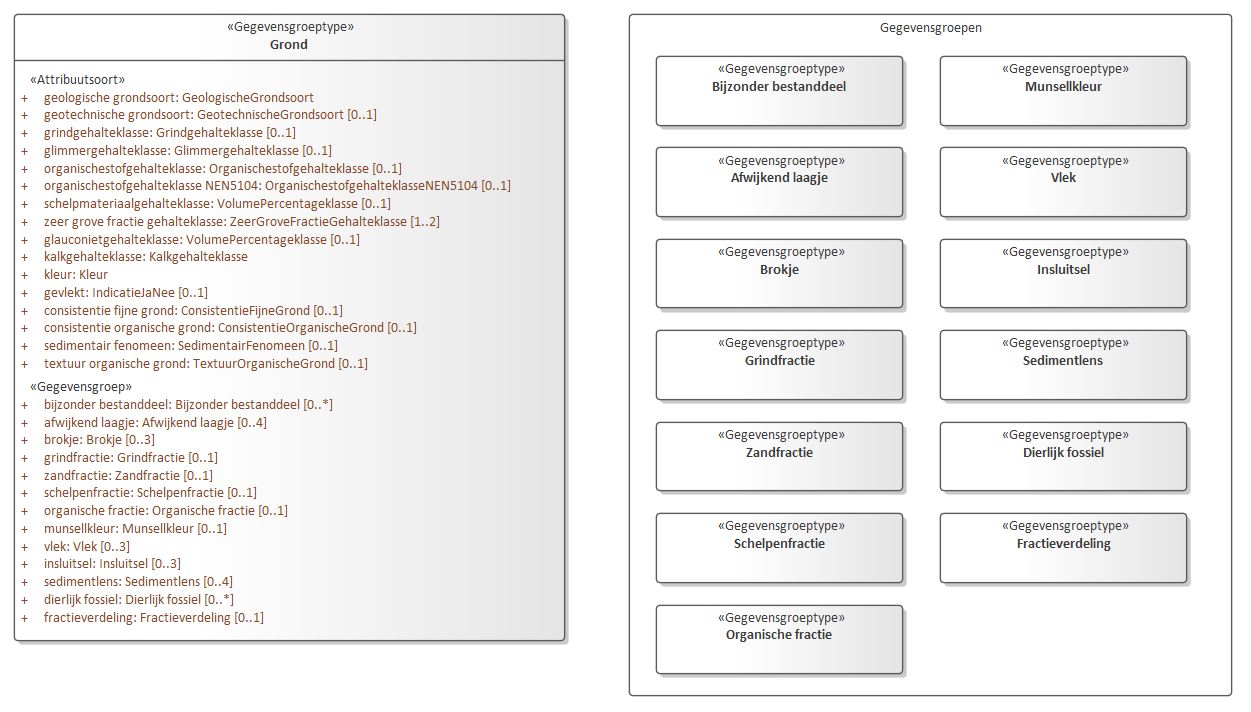 «Gegevensgroeptype»
Grond
«Attribuutsoort»
+ geologische grondsoort: GeologischeGrondsoort
+ geotechnische grondsoort: GeotechnischeGrondsoort [0..1]
+ grindgehalteklasse: Grindgehalteklasse [0..1]
+ glimmergehalteklasse: Glimmergehalteklasse [0..1]
+ organischestofgehalteklasse: Organischestofgehalteklasse [0..1]
+ organischestofgehalteklasse NEN5104: OrganischestofgehalteklasseNEN5104 [0..1]
+ schelpmateriaalgehalteklasse: VolumePercentageklasse [0..1]
+ zeer grove fractie gehalteklasse: ZeerGroveFractieGehalteklasse [1..2]
+ glauconietgehalteklasse: VolumePercentageklasse [0..1]
+ kalkgehalteklasse: Kalkgehalteklasse
+ kleur: Kleur
+ gevlekt: IndicatieJaNee [0..1]
+ consistentie fijne grond: ConsistentieFijneGrond [0..1]
+ consistentie organische grond: ConsistentieOrganischeGrond [0..1]
+ sedimentair fenomeen: SedimentairFenomeen [0..1]
+ textuur organische grond: TextuurOrganischeGrond [0..1]
«Gegevensgroep»
+ bijzonder bestanddeel: Bijzonder bestanddeel [0..*]
+ afwijkend laagje: Afwijkend laagje [0..4]
+ brokje: Brokje [0..3]
+ grindfractie: Grindfractie [0..1]
+ zandfractie: Zandfractie [0..1]
+ schelpenfractie: Schelpenfractie [0..1]
+ organische fractie: Organische fractie [0..1]
+ munsellkleur: Munsellkleur [0..1]
+ vlek: Vlek [0..3]
+ insluitsel: Insluitsel [0..3]
+ sedimentlens: Sedimentlens [0..4]
+ dierlijk fossiel: Dierlijk fossiel [0..*]
+ fractieverdeling: Fractieverdeling [0..1]
Gegevensgroepen
«Gegevensgroeptype»
Bijzonder bestanddeel
«Gegevensgroeptype»
Munsellkleur
«Gegevensgroeptype»
Afwijkend laagje
«Gegevensgroeptype»
Vlek
«Gegevensgroeptype»
Brokje
«Gegevensgroeptype»
Insluitsel
«Gegevensgroeptype»
Grindfractie
«Gegevensgroeptype»
Sedimentlens
«Gegevensgroeptype»
Zandfractie
«Gegevensgroeptype»
Dierlijk fossiel
«Gegevensgroeptype»
Schelpenfractie
«Gegevensgroeptype»
Fractieverdeling
«Gegevensgroeptype»
Organische fractie